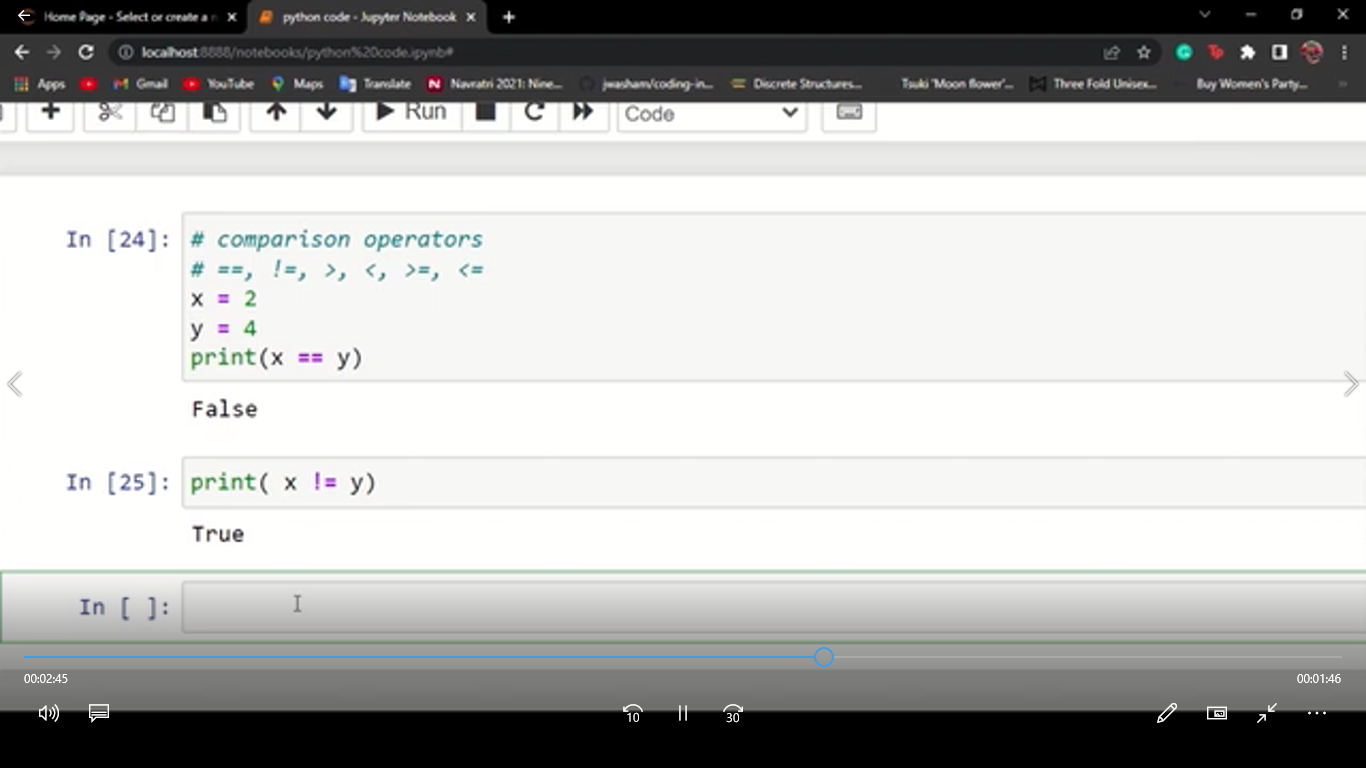 Home Page - Select or create a n
python code - Jupyter Notebook
localhost:8888/notebooks/python%20code.ipynb#
Apps Gmail YouTube Maps Translate Navratri 2021: Nine... jwasham/coding-in... Discrete Structures... Tsuki 'Moon flower'... Three Fold Unisex... Buy Women's Party...
Run Code
In [24]: # comparison operators
# ==, !=, >, <, >=, <=
x = 2
y = 4
print(x == y)
False
In [25]: print( x != y)
True
In [ ]:
00:02:45 00:01:46
10 30